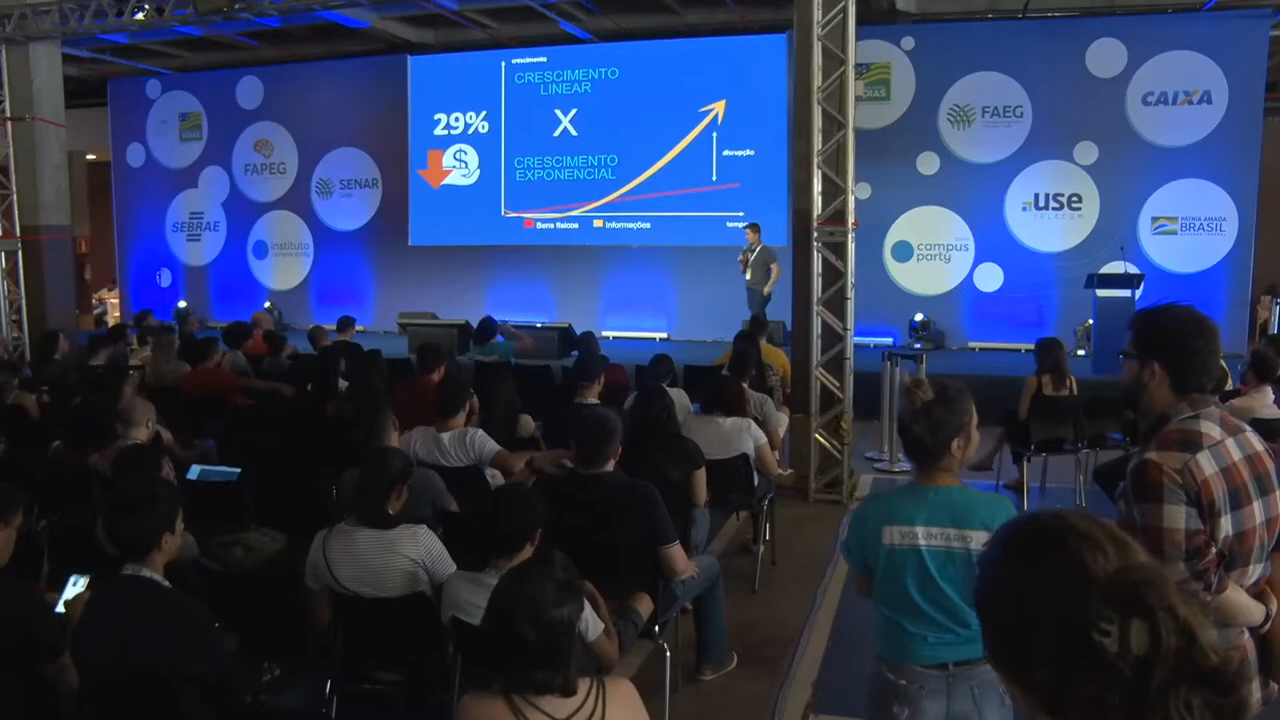 crescimento
CRESCIMENTO
LINEAR
29%
X
CRESCIMENTO
EXPONENCIAL
disrupção
Bens físicos
Informações
$
FAPEG
SENAR
SEBRAE
instituto
campus party
FAEG
CAIXA
use
TELECOM
PÁTRIA AMADA
BRASIL
campus
party
VOLUNTÁRIO